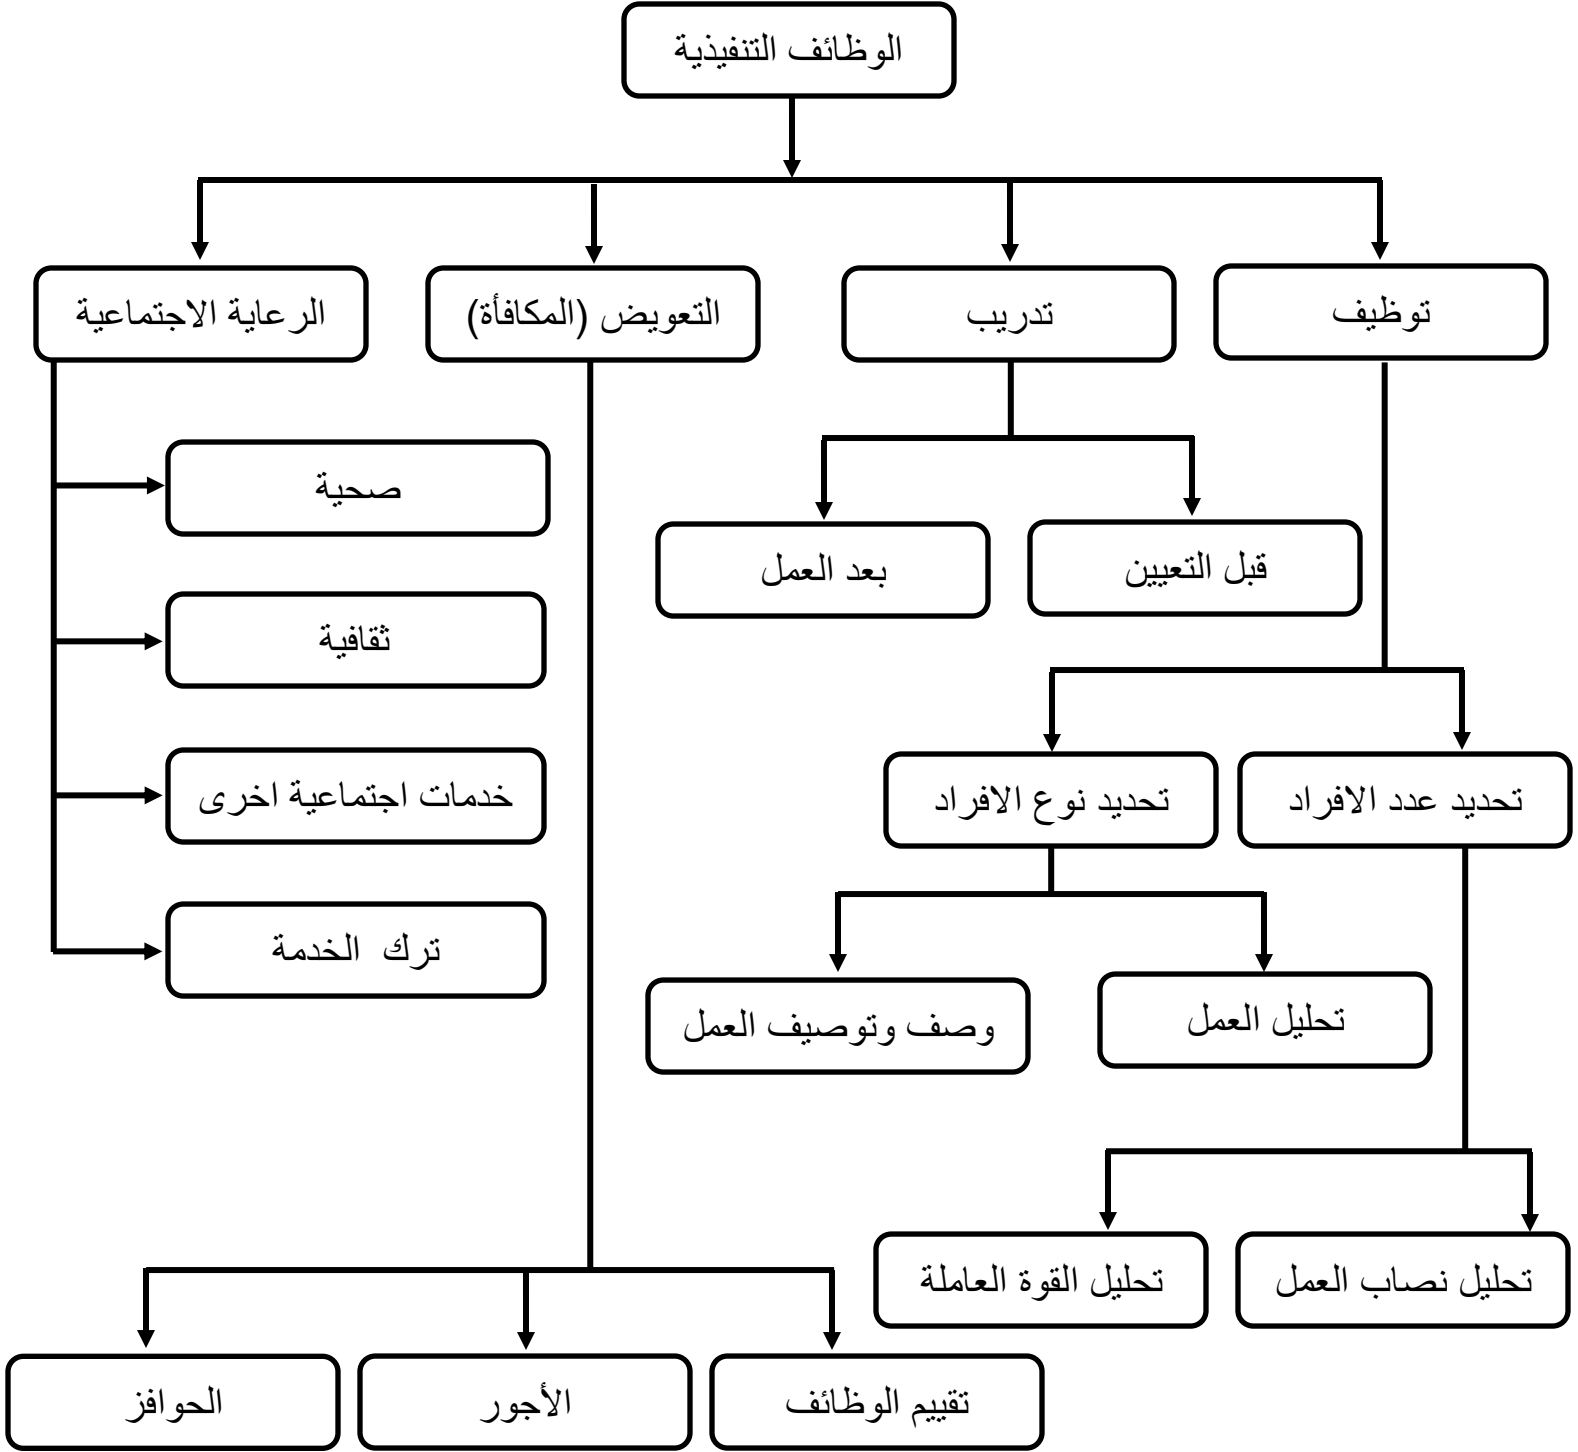 الوظائف التنفيذية
توظيف
تدريب
التعويض (المكافأة)
الرعاية الاجتماعية
صحية
قبل التعيين
بعد العمل
ثقافية
تحديد عدد الافراد
تحديد نوع الافراد
خدمات اجتماعية اخرى
ترك الخدمة
تحليل العمل
وصف وتوصيف العمل
تحليل نصاب العمل
تحليل القوة العاملة
تقييم الوظائف
الأجور
الحوافز